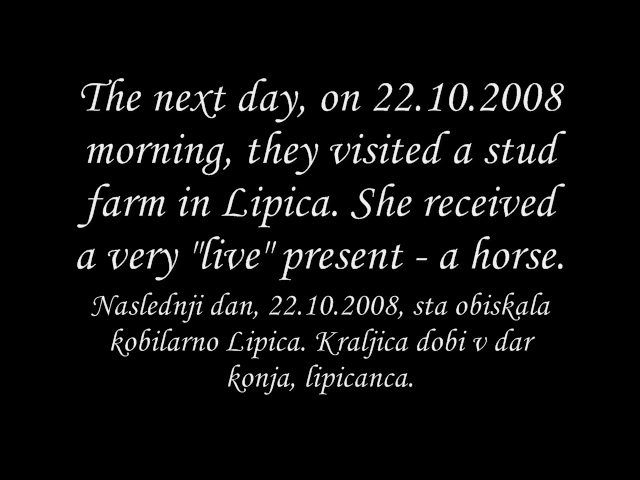 The next day, on 22.10.2008
morning, they visited a stud
farm in Lipica. She received
a very "live" present - a horse.
Naslednji dan, 22.10.2008, sta obiskala
kobilarno Lipica. Kraljica dobi v dar
konja, lipicanca.